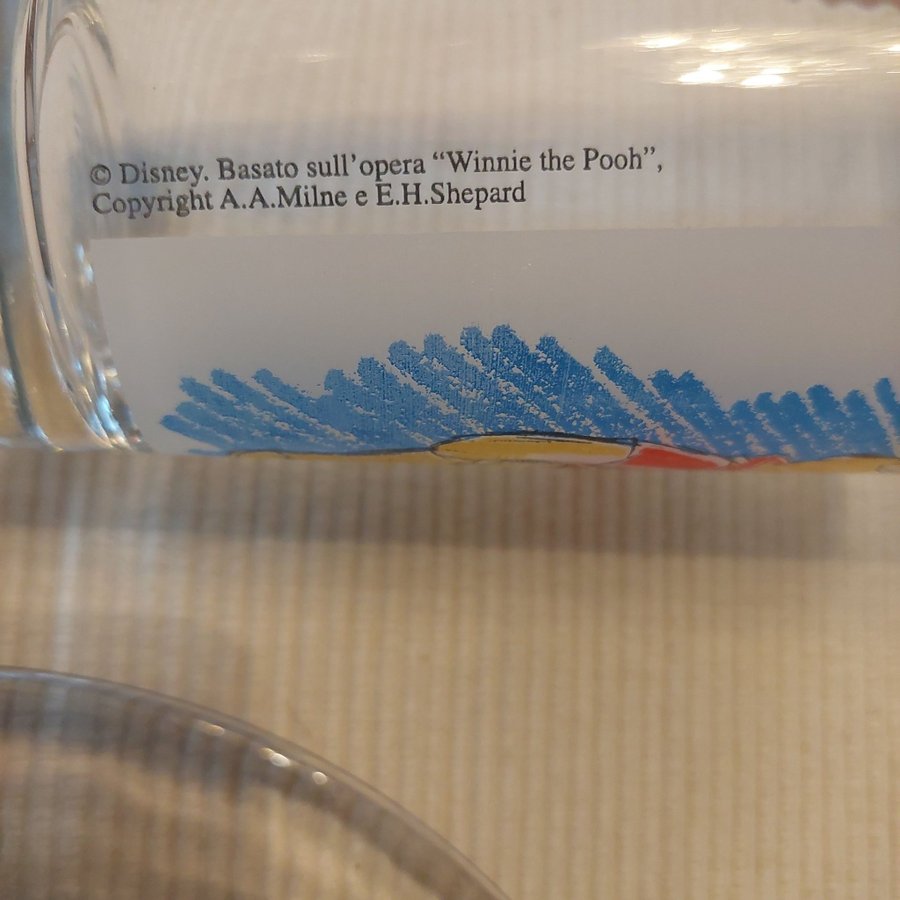 © Disney. Basato sull'opera “Winnie the Pooh”,
Copyright A.A.Milne e E.H.Shepard